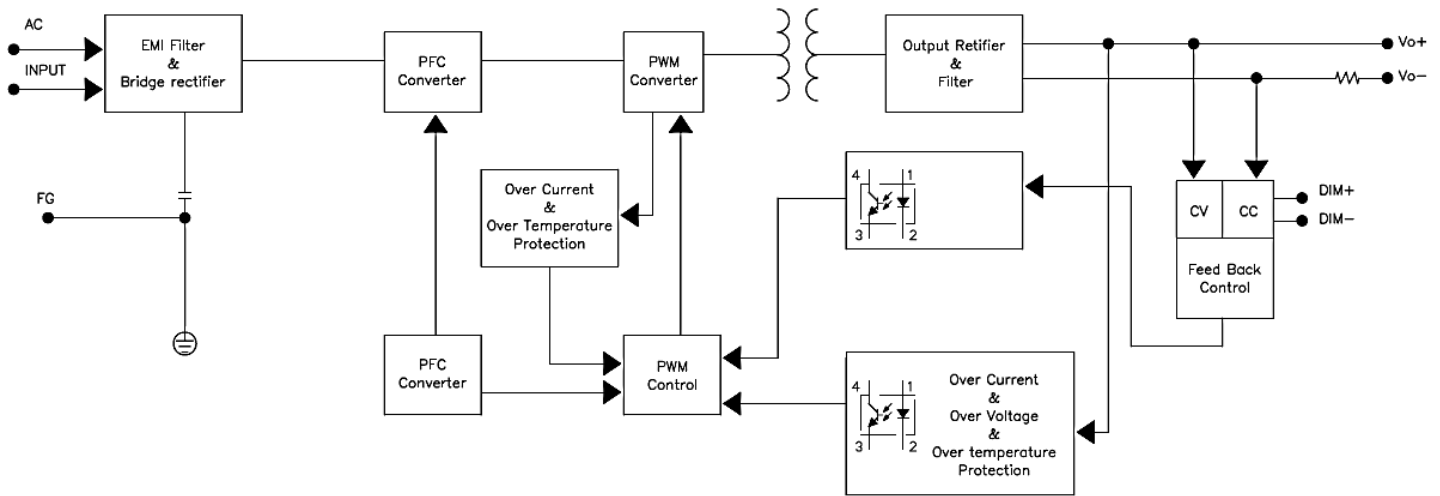 AC
INPUT
EMI Filter
&
Bridge rectifier
PFC
Converter
PWM
Converter
Output Retifier
&
Filter
Vo+
Vo−
FG
Over Current
&
Over Temperature
Protection
4 1
3 2
CV CC
DIM+
DIM−
Feed Back
Control
PFC
Converter
PWM
Control
4 1
3 2
Over Current
&
Over Voltage
&
Over temperature
Protection